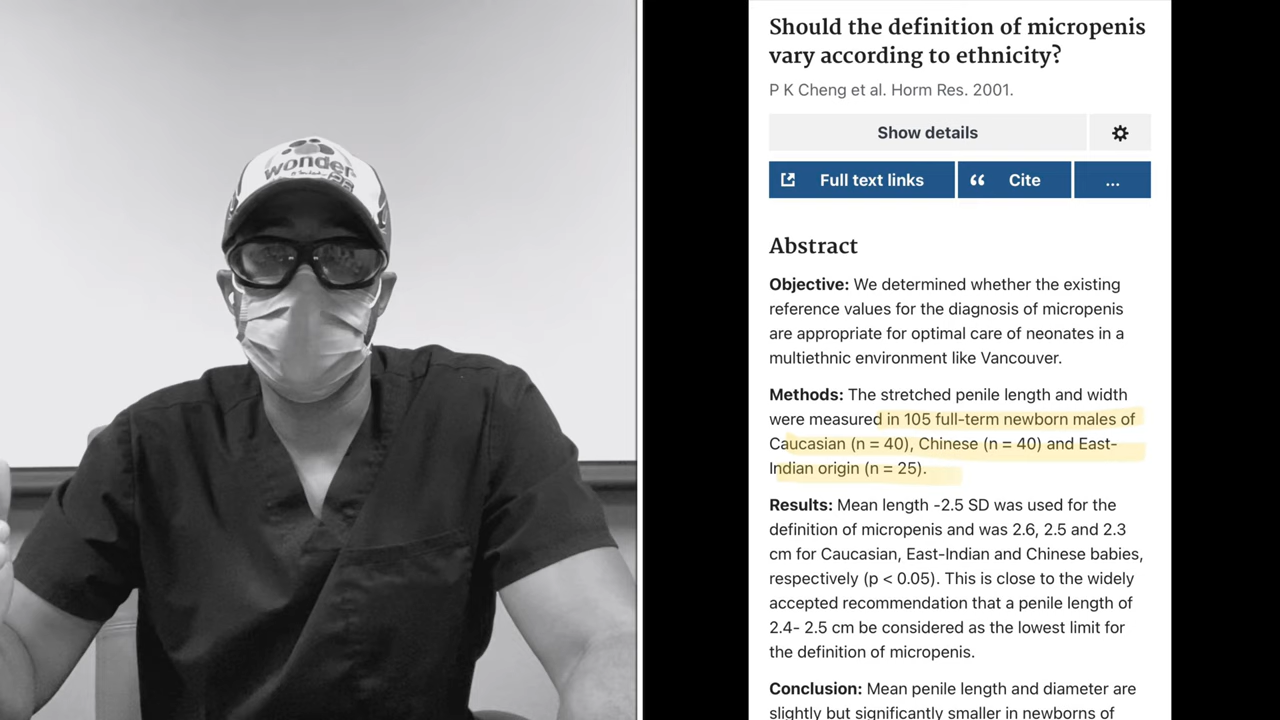 wonder
Should the definition of micropenis
vary according to ethnicity?
P K Cheng et al. Horm Res. 2001.
Show details
Full text links
Cite
...
Abstract
Objective: We determined whether the existing
reference values for the diagnosis of micropenis
are appropriate for optimal care of neonates in a
multiethnic environment like Vancouver.
Methods: The stretched penile length and width
were measured in 105 full-term newborn males of
Caucasian (n = 40), Chinese (n = 40) and East-
Indian origin (n = 25).
Results: Mean length -2.5 SD was used for the
definition of micropenis and was 2.6, 2.5 and 2.3
cm for Caucasian, East-Indian and Chinese babies,
respectively (p < 0.05). This is close to the widely
accepted recommendation that a penile length of
2.4- 2.5 cm be considered as the lowest limit for
the definition of micropenis.
Conclusion: Mean penile length and diameter are
slightly but significantly smaller in newborns of